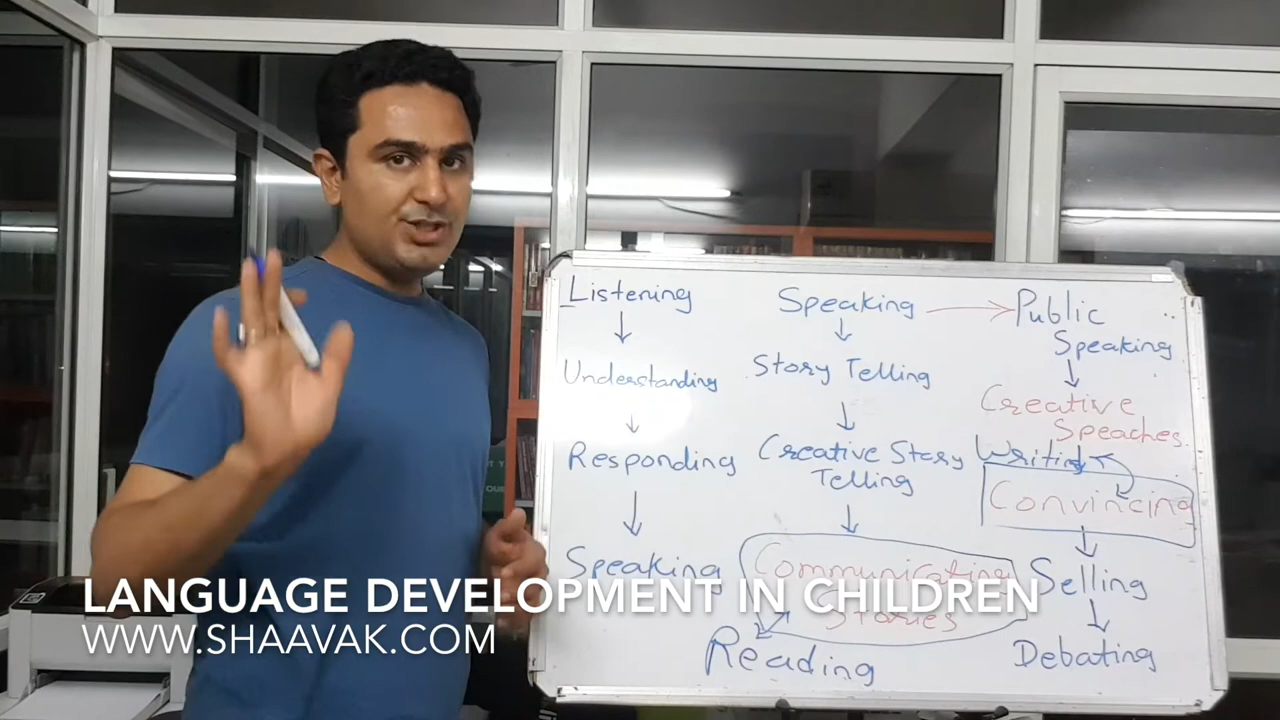 Listening
↓
Understanding
↓
Responding
↓
Speaking
Speaking → Public
Speaking
↓
Story Telling
↓
Creative Story
Telling
↓
Communicating
Stories
Reading
↓
Creative
Speaches.
Writing
Convincing
↓
Selling
↓
Debating
LANGUAGE DEVELOPMENT IN CHILDREN
WWW.SHAAVAK.COM